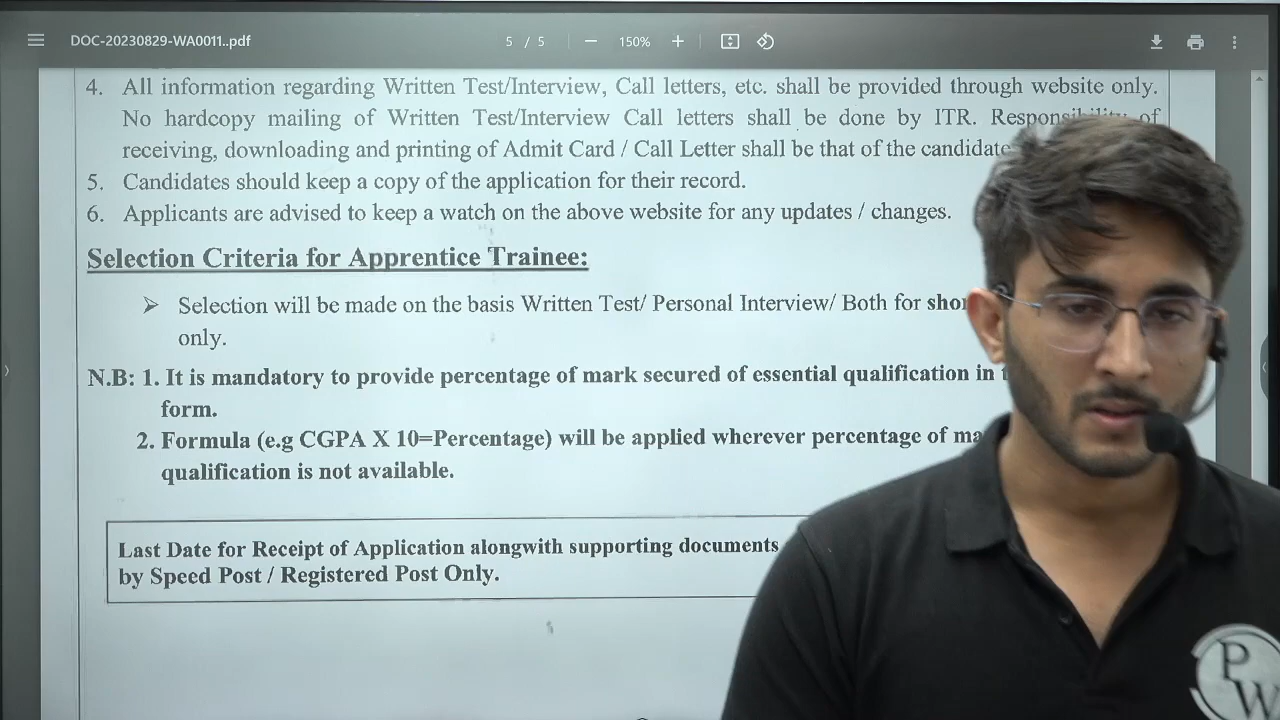 DOC-20230829-WA0011..pdf
5 / 5
150%
4. All information regarding Written Test/Interview, Call letters, etc. shall be provided through website only.
No hardcopy mailing of Written Test/Interview Call letters shall be done by ITR. Responsibility of
receiving, downloading and printing of Admit Card / Call Letter shall be that of the candidate
5. Candidates should keep a copy of the application for their record.
6. Applicants are advised to keep a watch on the above website for any updates / changes.
Selection Criteria for Apprentice Trainee:
➢ Selection will be made on the basis Written Test/ Personal Interview/ Both for
only.
N.B: 1. It is mandatory to provide percentage of mark secured of essential qualification in
form.
2. Formula (e.g CGPA X 10=Percentage) will be applied wherever percentage of
qualification is not available.
Last Date for Receipt of Application alongwith supporting documents
by Speed Post / Registered Post Only.
PW